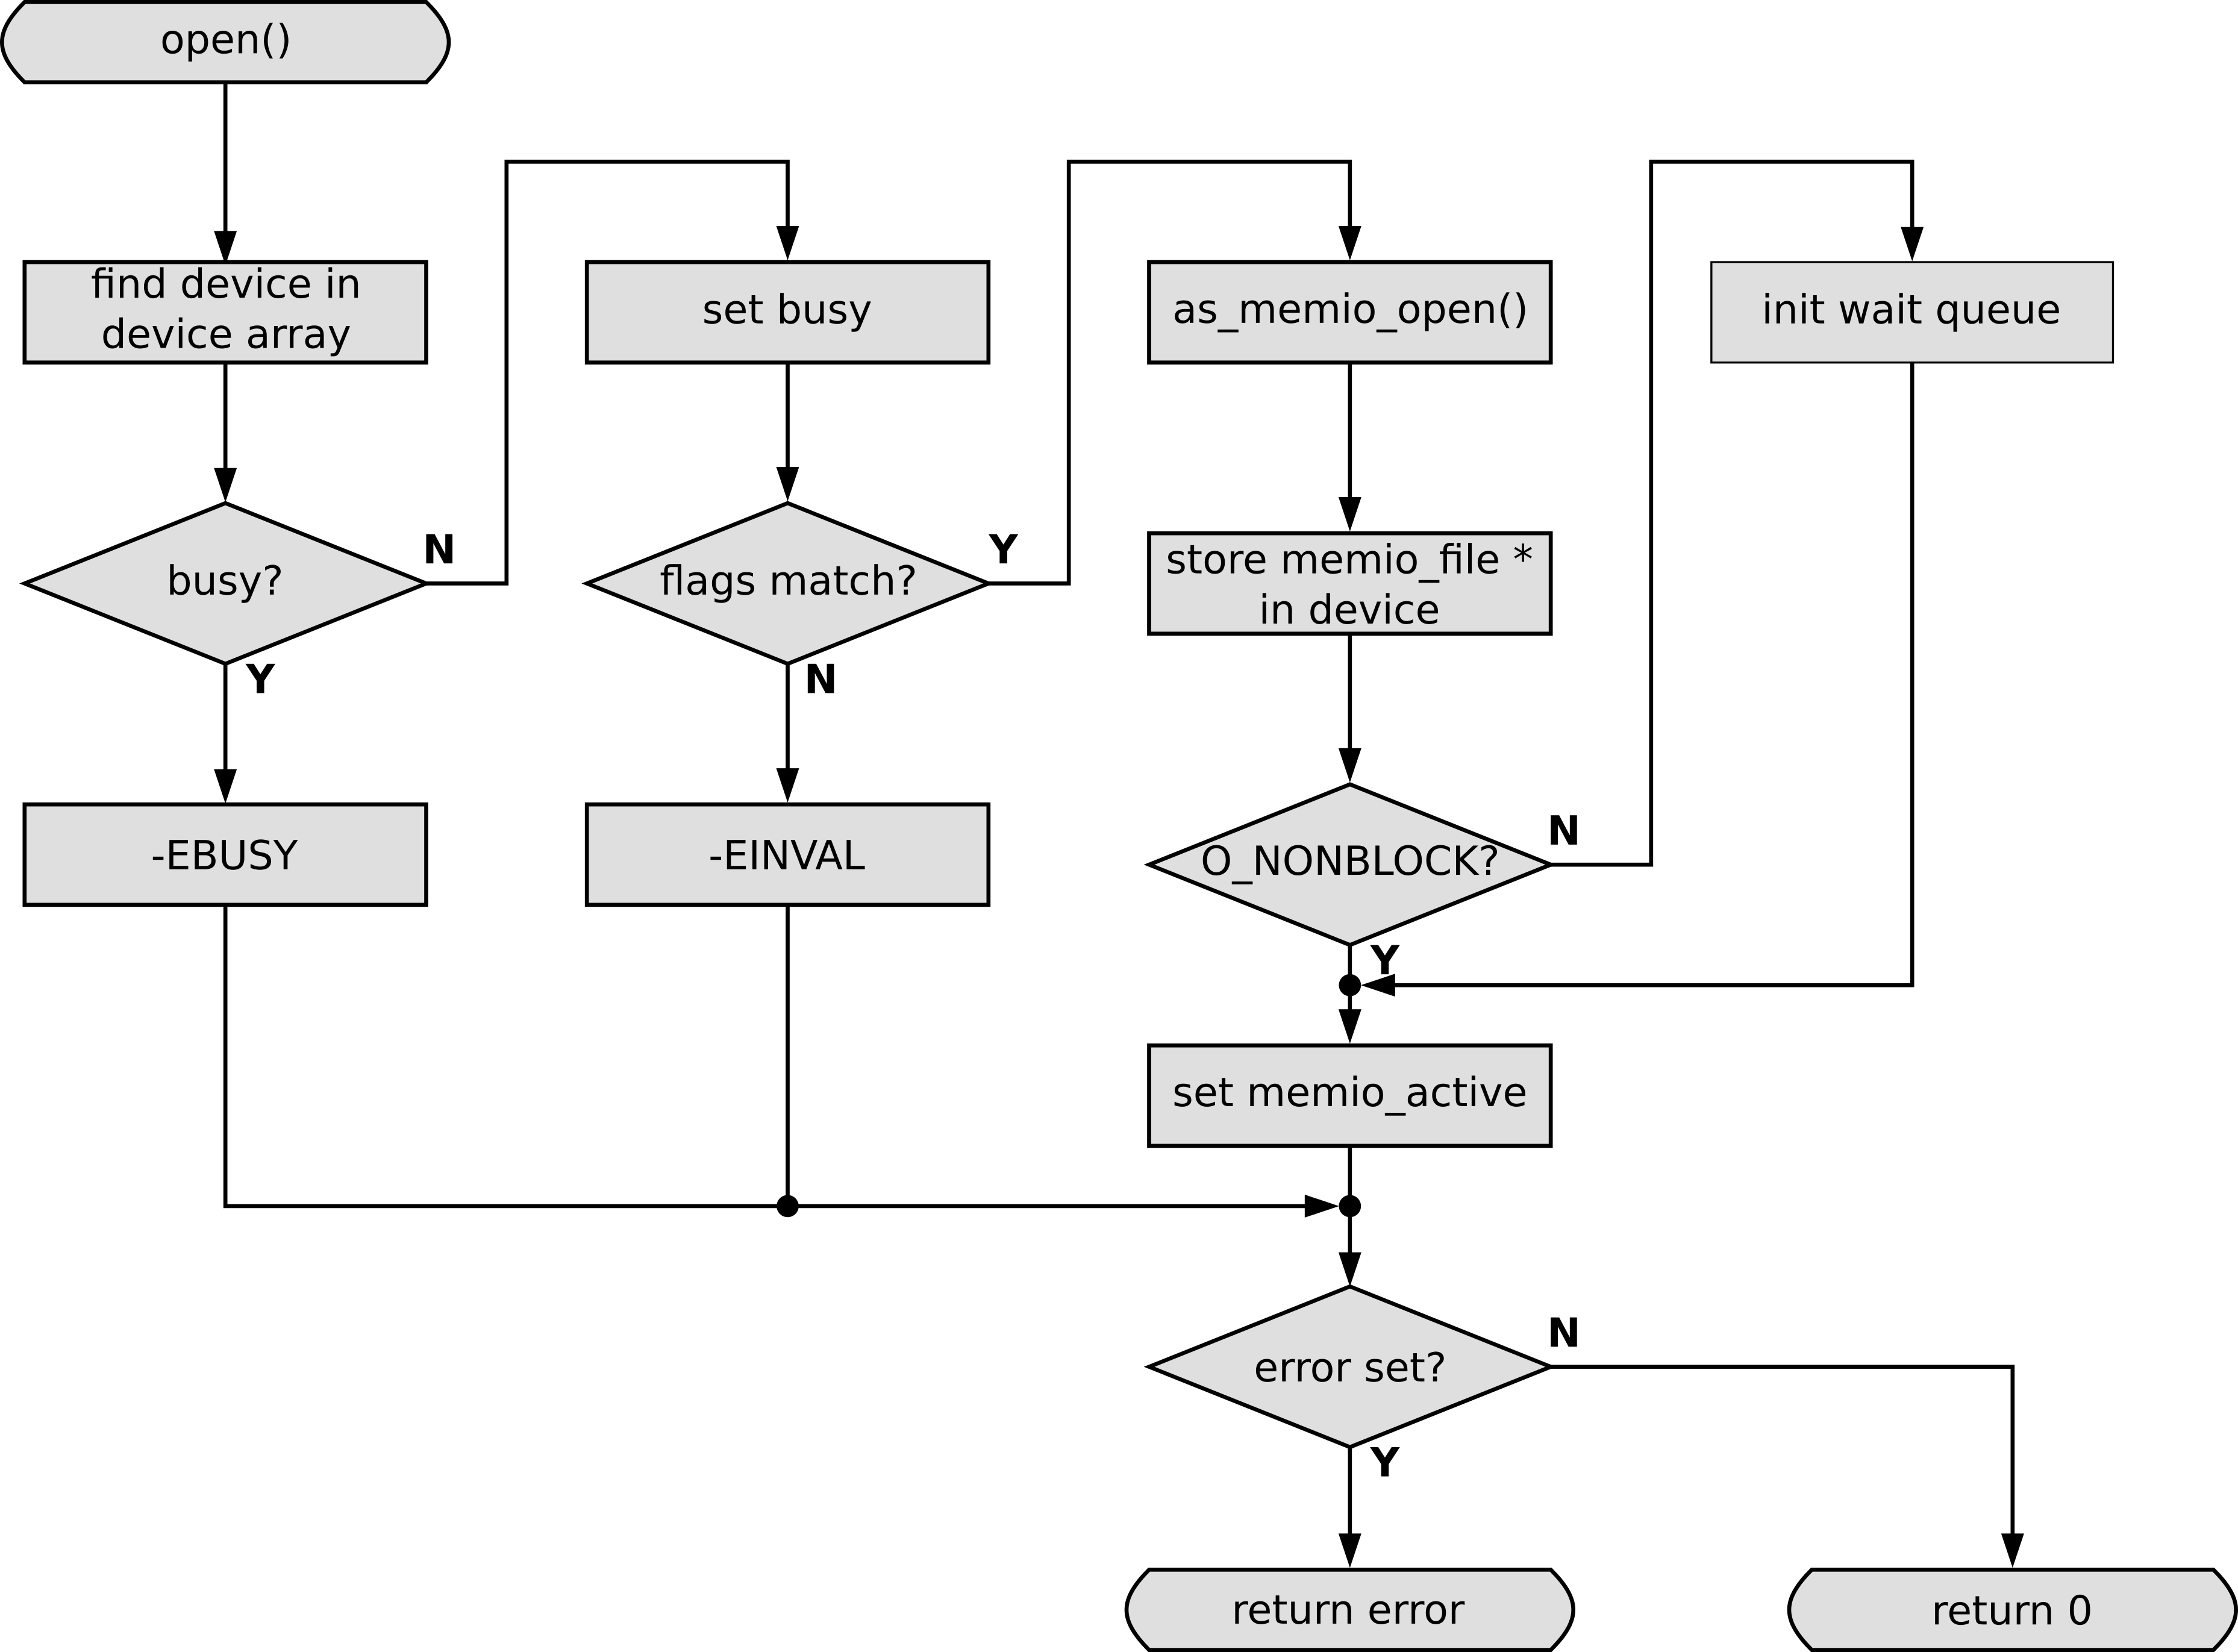 open()
find device in
device array
busy?
N
Y
-EBUSY
set busy
flags match?
Y
N
-EINVAL
as_memio_open()
store memio_file *
in device
O_NONBLOCK?
N
Y
init wait queue
set memio_active
error set?
N
Y
return error
return 0